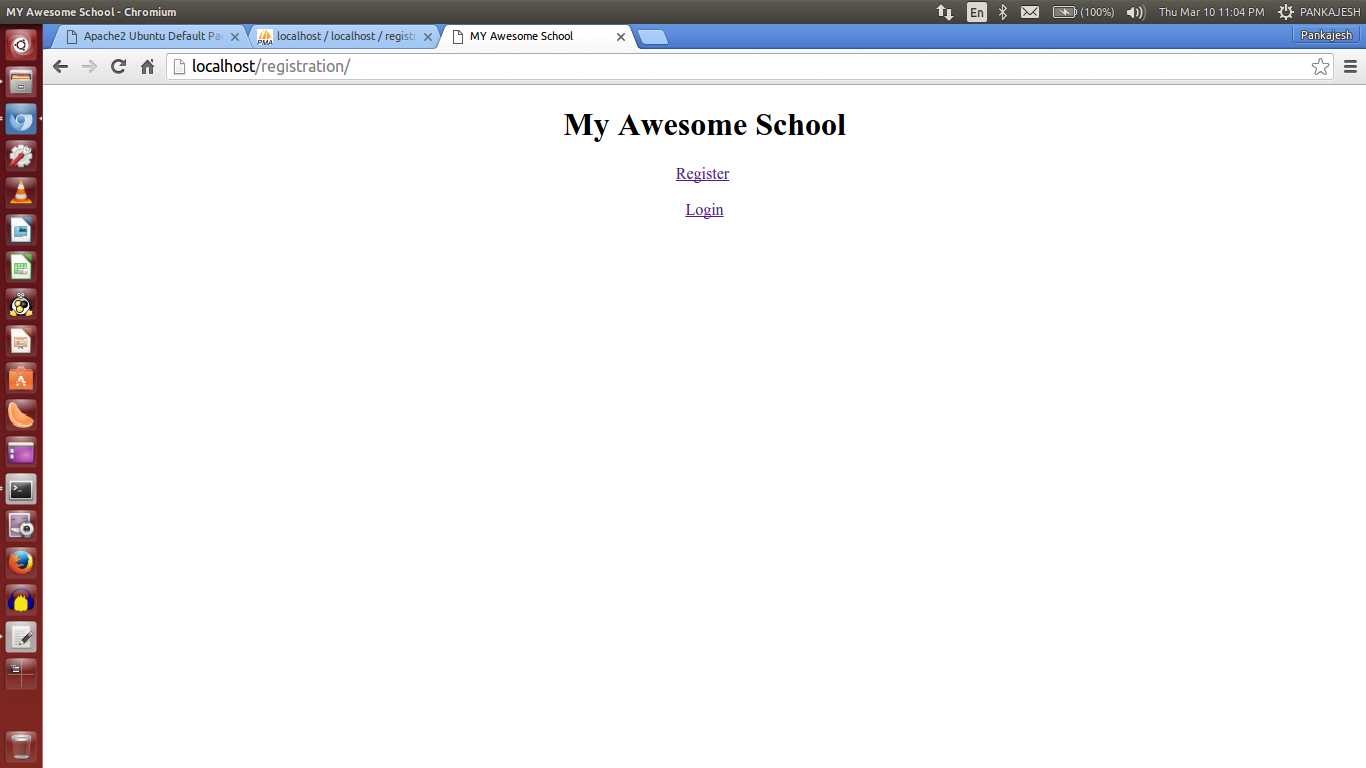 MY Awesome School - Chromium
En
(100%)
Thu Mar 10 11:04 PM
PANKAJESH
Apache2 Ubuntu Default Pa
localhost / localhost / registr
MY Awesome School
Pankajesh
localhost/registration/
My Awesome School
Register
Login
PMA